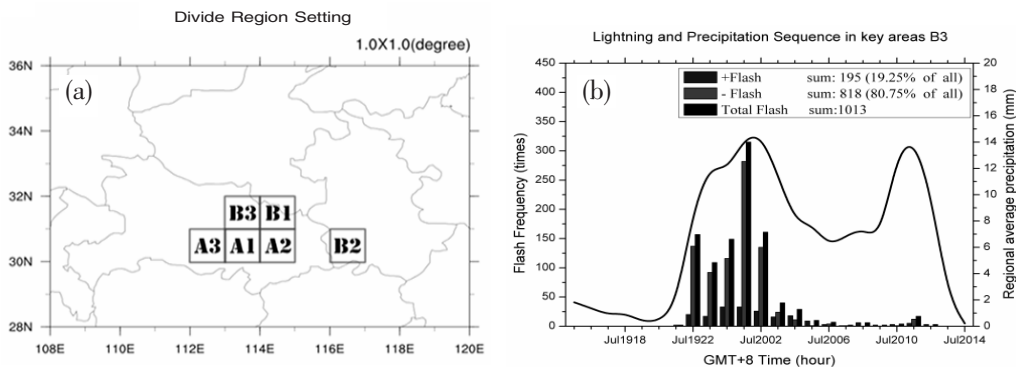 Divide Region Setting
1.0X1.0(degree)
(a)
36N
34N
32N
30N
28N
B3 B1
A3 A1 A2 B2
108E 110E 112E 114E 116E 118E 120E
Lightning and Precipitation Sequence in key areas B3
(b)
+Flash sum: 195 (19.25% of all)
- Flash sum: 818 (80.75% of all)
Total Flash sum:1013
Flash Frequency (times)
450
400
350
300
250
200
150
100
50
0
Regional average precipitation (mm)
20
18
16
14
12
10
8
6
4
2
0
Jul1918 Jul1922 Jul2002 Jul2006 Jul2010 Jul2014
GMT+8 Time (hour)